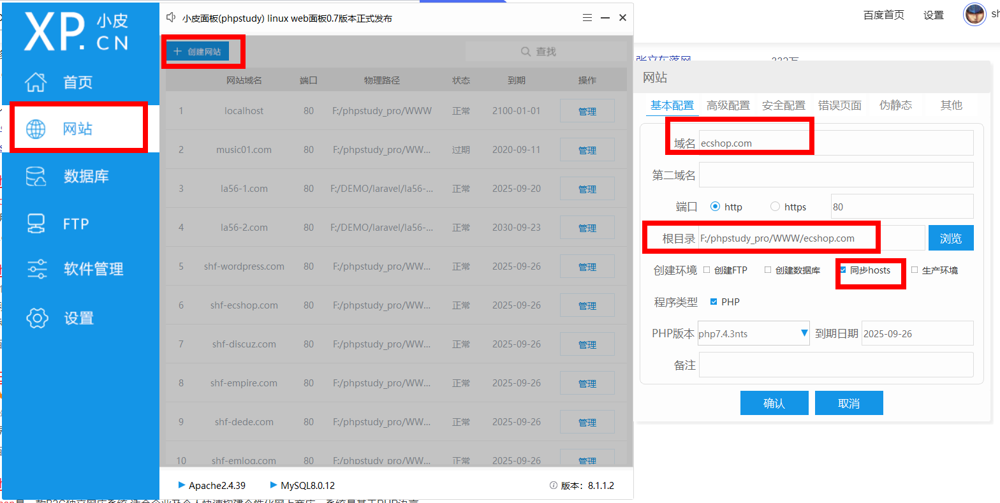 XP.CN 小皮
首页
网站
数据库
FTP
软件管理
设置
小皮面板(phpstudy) linux web面板0.7版本正式发布
创建网站
查找
网站域名 端口 物理路径 状态 到期 操作
1 localhost 80 F:/phpstudy_pro/WWW 正常 2100-01-01 管理
2 music01.com 80 F:/phpstudy_pro/WW... 过期 2020-09-11 管理
3 la56-1.com 80 F:/DEMO/laravel/la56-... 正常 2025-09-20 管理
4 la56-2.com 80 F:/DEMO/laravel/la56-... 正常 2030-09-23 管理
5 shf-wordpress.com 80 F:/phpstudy_pro/WW... 正常 2025-09-26 管理
6 shf-ecshop.com 80 F:/phpstudy_pro/WW... 正常 2025-09-26 管理
7 shf-discuz.com 80 F:/phpstudy_pro/WW... 正常 2025-09-26 管理
8 shf-empire.com 80 F:/phpstudy_pro/WW... 正常 2025-09-26 管理
9 shf-dede.com 80 F:/phpstudy_pro/WW... 正常 2025-09-26 管理
10 shf-emlog.com 80 F:/phpstudy_pro/WW... 正常 2025-09-26 管理
Apache2.4.39 MySQL8.0.12 版本：8.1.1.2
百度首页 设置 sh
网站
基本配置 高级配置 安全配置 错误页面 伪静态 其他
域名 ecshop.com
第二域名
端口 http https 80
根目录 F:/phpstudy_pro/WWW/ecshop.com 浏览
创建环境 创建FTP 创建数据库 同步hosts 生产环境
程序类型 PHP
PHP版本 php7.4.3nts 到期日期 2025-09-26
备注
确认 取消